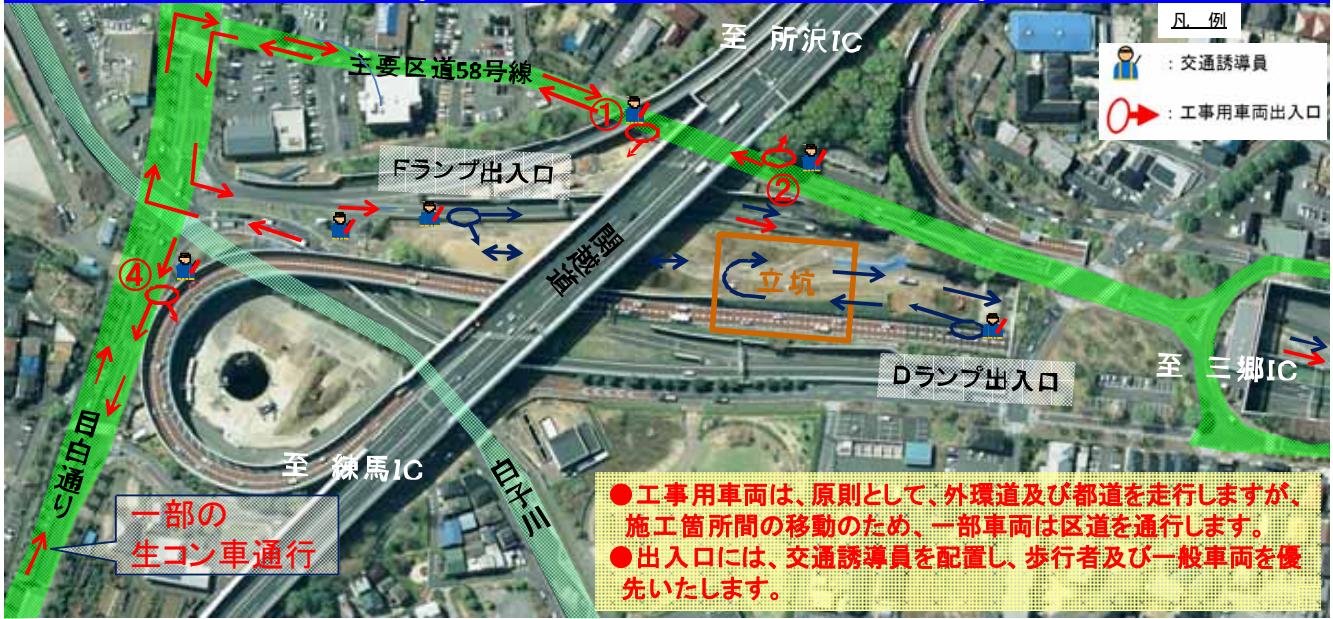 至 所沢IC
凡 例
：交通誘導員
：工事用車両出入口
主要区道58号線
①
②
Fランプ出入口
関越道
④
立坑
Dランプ出入口
至 三郷IC
目白通り
至 練馬IC
白子川
一部の
生コン車通行
●工事用車両は、原則として、外環道及び都道を走行しますが、
施工箇所間の移動のため、一部車両は区道を通行します。
●出入口には、交通誘導員を配置し、歩行者及び一般車両を優
先いたします。